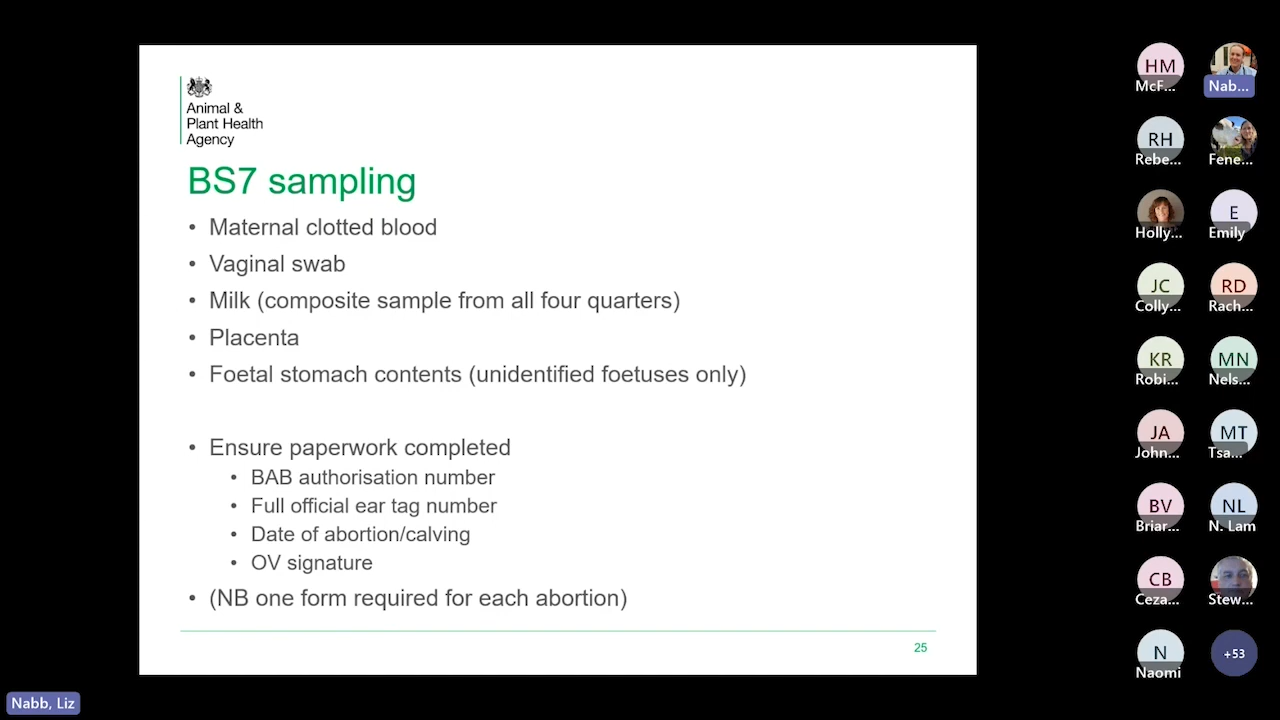 Animal &
Plant Health
Agency
BS7 sampling
• Maternal clotted blood
• Vaginal swab
• Milk (composite sample from all four quarters)
• Placenta
• Foetal stomach contents (unidentified foetuses only)
• Ensure paperwork completed
• BAB authorisation number
• Full official ear tag number
• Date of abortion/calving
• OV signature
• (NB one form required for each abortion)
25
HM
McF...
Nab...
RH
Rebe...
Fene...
Holly...
E
Emily
JC
Colly...
RD
Rach...
KR
Robi...
MN
Nels...
JA
John...
MT
Tsa...
BV
Briar...
NL
N. Lam
CB
Ceza...
Stew...
N
Naomi
+53
Nabb, Liz